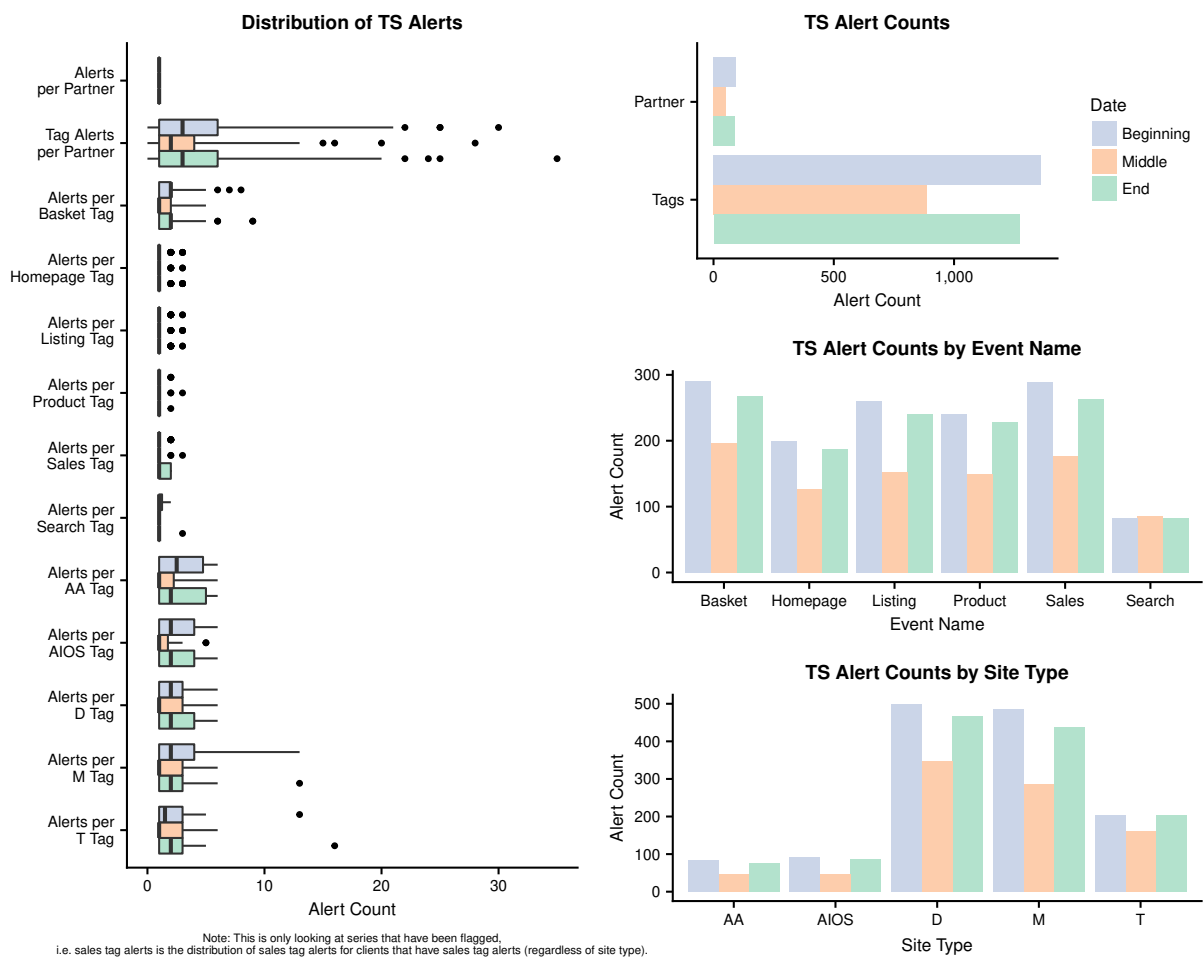 Distribution of TS Alerts
Alerts
per Partner
Tag Alerts
per Partner
Alerts per
Basket Tag
Alerts per
Homepage Tag
Alerts per
Listing Tag
Alerts per
Product Tag
Alerts per
Sales Tag
Alerts per
Search Tag
Alerts per
AA Tag
Alerts per
AIOS Tag
Alerts per
D Tag
Alerts per
M Tag
Alerts per
T Tag
0 10 20 30
Alert Count
Note: This is only looking at series that have been flagged,
i.e. sales tag alerts is the distribution of sales tag alerts for clients that have sales tag alerts (regardless of site type).
TS Alert Counts
Partner
Tags
0 500 1,000
Alert Count
Date
Beginning
Middle
End
TS Alert Counts by Event Name
Alert Count
300
200
100
0
Basket Homepage Listing Product Sales Search
Event Name
TS Alert Counts by Site Type
Alert Count
500
400
300
200
100
0
AA AIOS D M T
Site Type